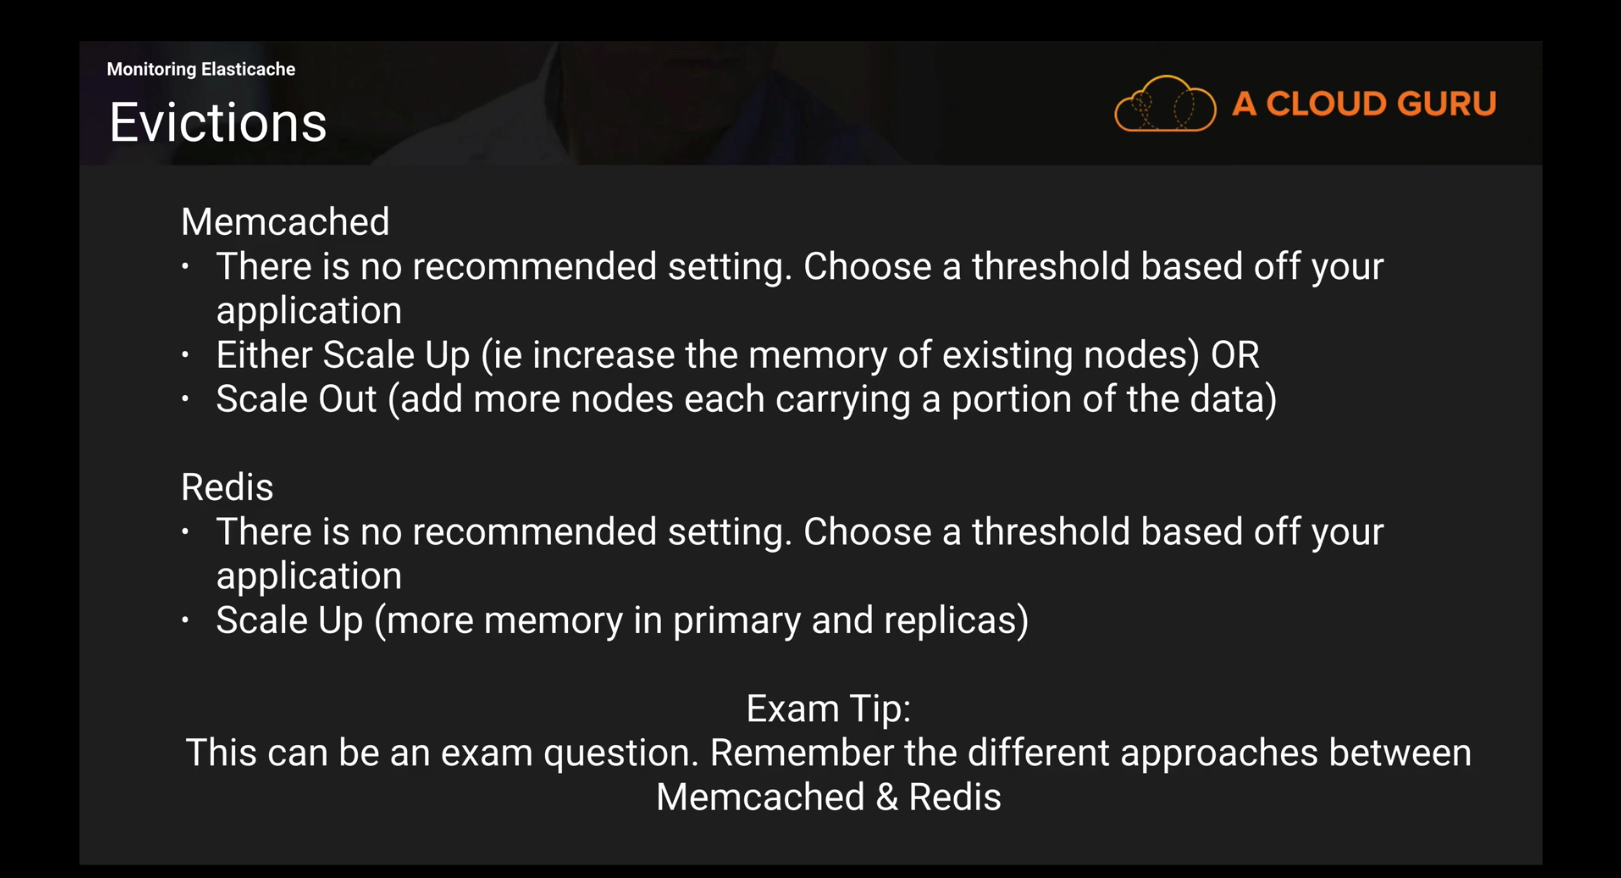 Monitoring Elasticache
Evictions
A CLOUD GURU
Memcached
• There is no recommended setting. Choose a threshold based off your
application
• Either Scale Up (ie increase the memory of existing nodes) OR
• Scale Out (add more nodes each carrying a portion of the data)
Redis
• There is no recommended setting. Choose a threshold based off your
application
• Scale Up (more memory in primary and replicas)
Exam Tip:
This can be an exam question. Remember the different approaches between
Memcached & Redis